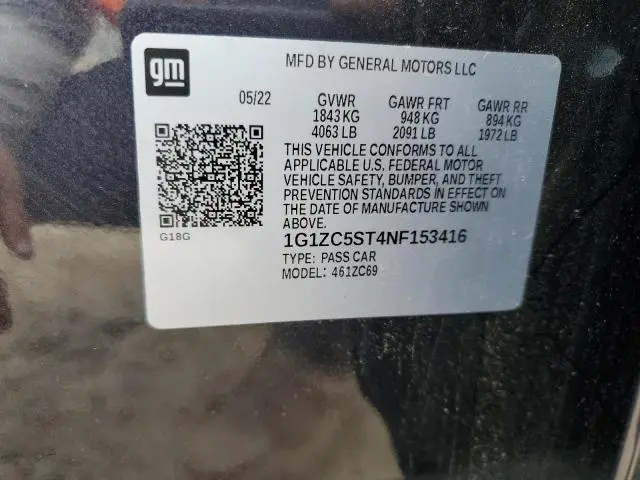 gm
MFD BY GENERAL MOTORS LLC
05/22
GVWR
1843 KG
4063 LB
GAWR FRT
948 KG
2091 LB
GAWR RR
894 KG
1972 LB
THIS VEHICLE CONFORMS TO ALL
APPLICABLE U.S. FEDERAL MOTOR
VEHICLE SAFETY, BUMPER, AND THEFT
PREVENTION STANDARDS IN EFFECT ON
THE DATE OF MANUFACTURE SHOWN
ABOVE.
G18G
1G1ZC5ST4NF153416
TYPE: PASS CAR
MODEL: 461ZC69